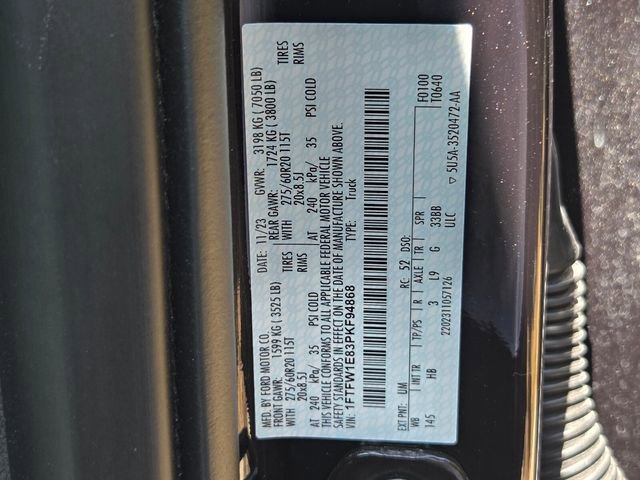 MFD. BY FORD MOTOR CO.
DATE: 11/23 GVWR: 3198 KG (7050 LB)
FRONT GAWR: 1599 KG (3525 LB) REAR GAWR: 1724 KG (3800 LB)
WITH 275/60R20 115T TIRES WITH 275/60R20 115T TIRES
20x8.5J RIMS 20x8.5J RIMS
AT 240 kPa/ 35 PSI COLD AT 240 kPa/ 35 PSI COLD
THIS VEHICLE CONFORMS TO ALL APPLICABLE FEDERAL MOTOR VEHICLE
SAFETY STANDARDS IN EFFECT ON THE DATE OF MANUFACTURE SHOWN ABOVE.
VIN: 1FTFW1E83PKF94868 TYPE: Truck
EXT PNT: UM RC: 52 DSO: F0100
WB INT TR TP/PS R AXLE TR SPR T0640
145 HB 3 L9 G 33BB
2202311057126 ULC ▽ 5U5A-3520472-AA